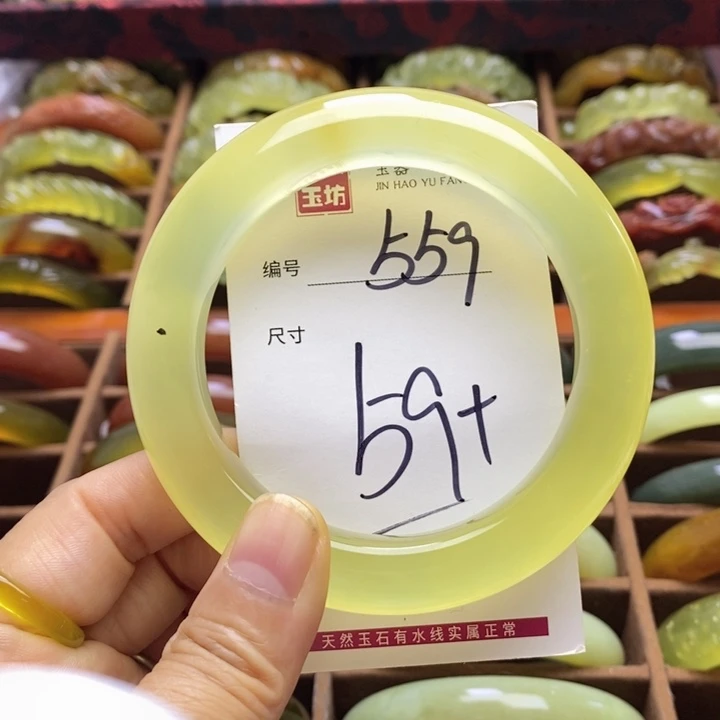 玉坊
JIN HAO YU FAN
编号 559
尺寸
59+
天然玉石有水线实属正常